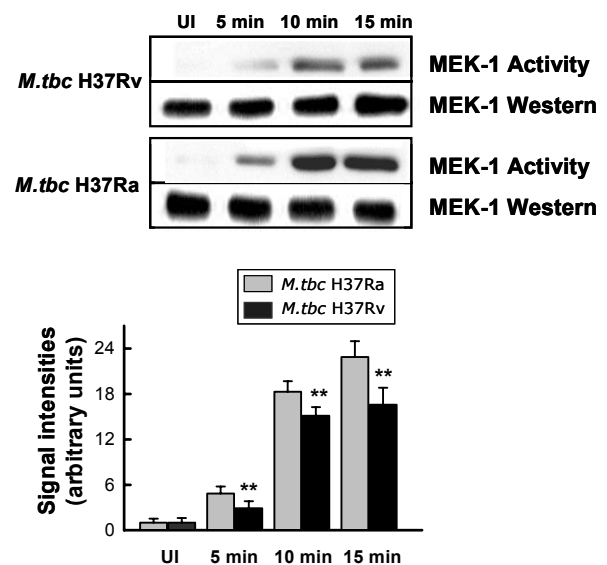 UI 5 min 10 min 15 min
M.tbc H37Rv
MEK-1 Activity
MEK-1 Western
M.tbc H37Ra
MEK-1 Activity
MEK-1 Western
M.tbc H37Ra
M.tbc H37Rv
Signal intensities
(arbitrary units)
24
18
12
6
0
**
**
**
UI 5 min 10 min 15 min